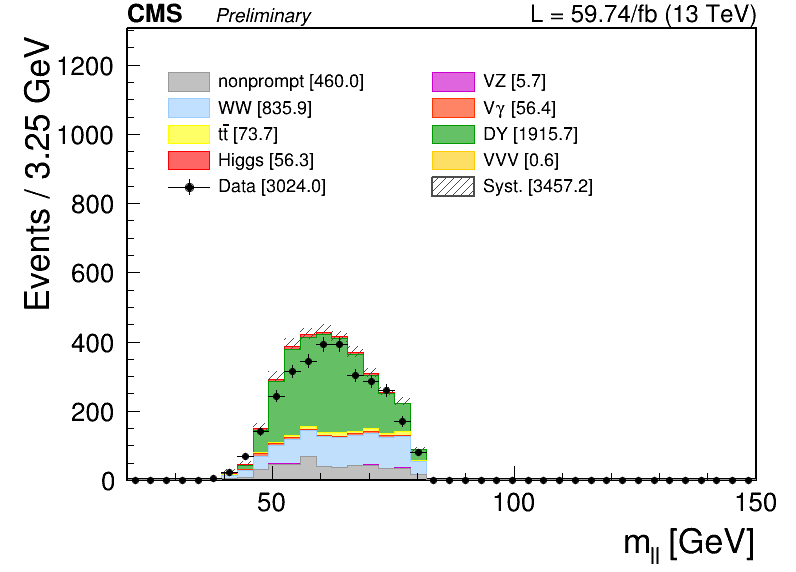 CMS Preliminary L = 59.74/fb (13 TeV)
Events / 3.25 GeV
1200
1000
800
600
400
200
0
nonprompt [460.0]
WW [835.9]
tt̄ [73.7]
Higgs [56.3]
Data [3024.0]
VZ [5.7]
Vγ [56.4]
DY [1915.7]
VVV [0.6]
Syst. [3457.2]
50 100 150
m_ll [GeV]